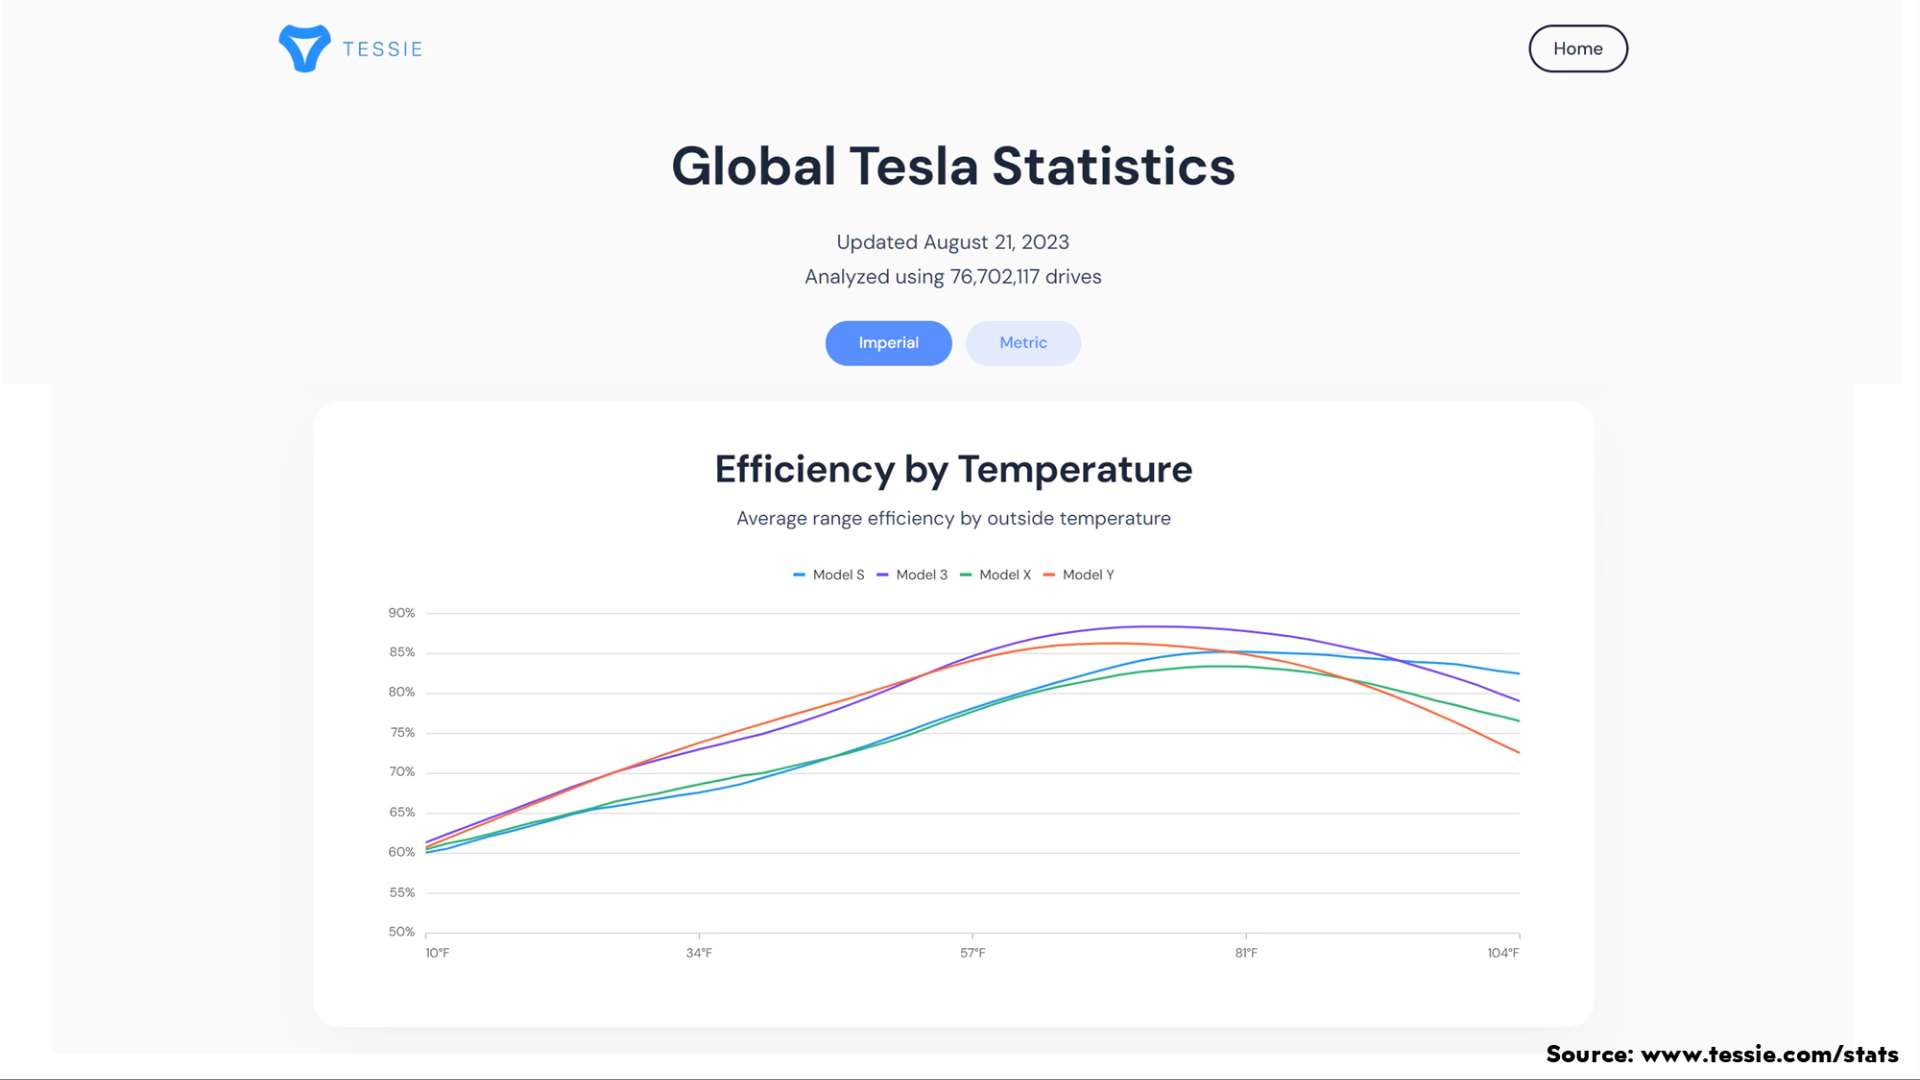 TESSIE
Home
Global Tesla Statistics
Updated August 21, 2023
Analyzed using 76,702,117 drives
Imperial Metric
Efficiency by Temperature
Average range efficiency by outside temperature
Model S Model 3 Model X Model Y
90%
85%
80%
75%
70%
65%
60%
55%
50%
10°F 34°F 57°F 81°F 104°F
Source: www.tessie.com/stats